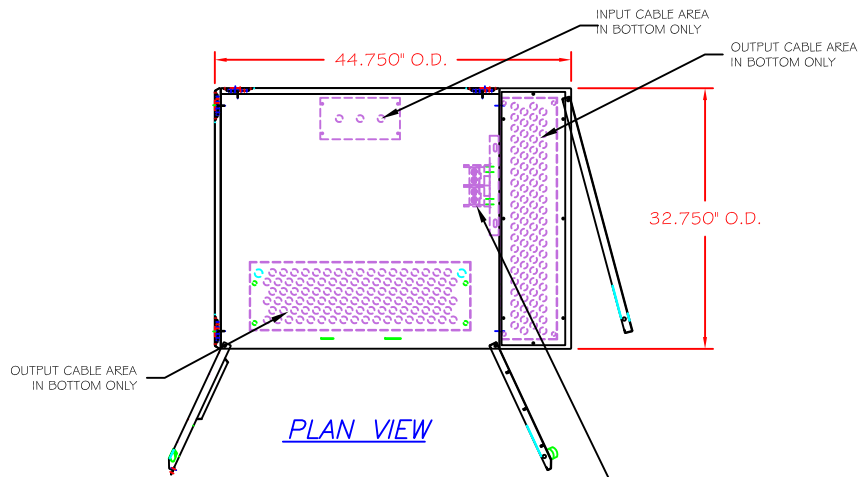 INPUT CABLE AREA
IN BOTTOM ONLY
OUTPUT CABLE AREA
IN BOTTOM ONLY
44.750" O.D.
32.750" O.D.
OUTPUT CABLE AREA
IN BOTTOM ONLY
PLAN VIEW